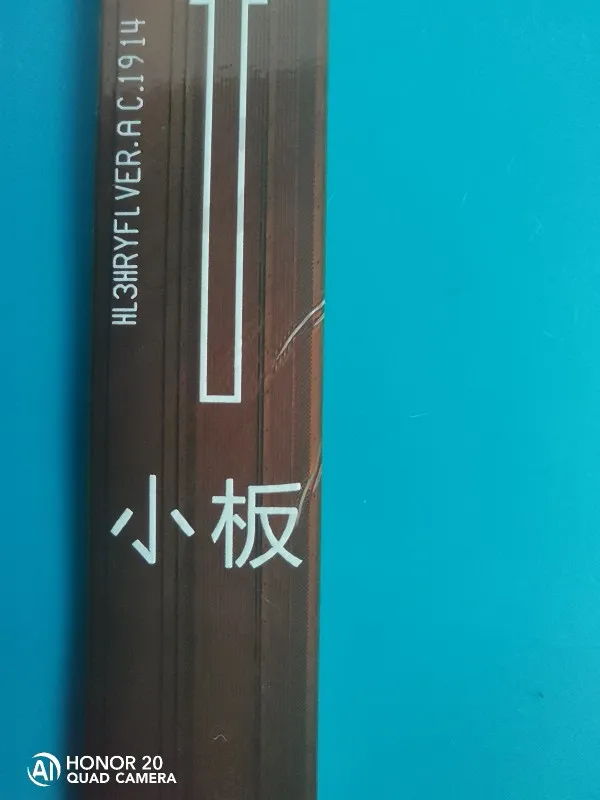 HL3HRYFLVER.A C.1914
小板
HONOR 20
QUAD CAMERA